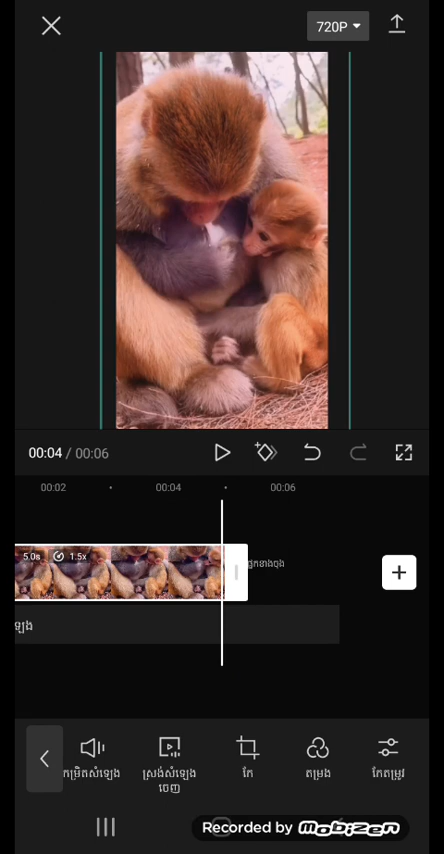 720P
00:04 / 00:06
00:02
00:04
00:06
5.0s 1.5x
កម្រិតសំឡេង
ស្រង់សំឡេង
ចេញ
កែ
តម្រង
កែតម្រូវ
Recorded by Mobizen